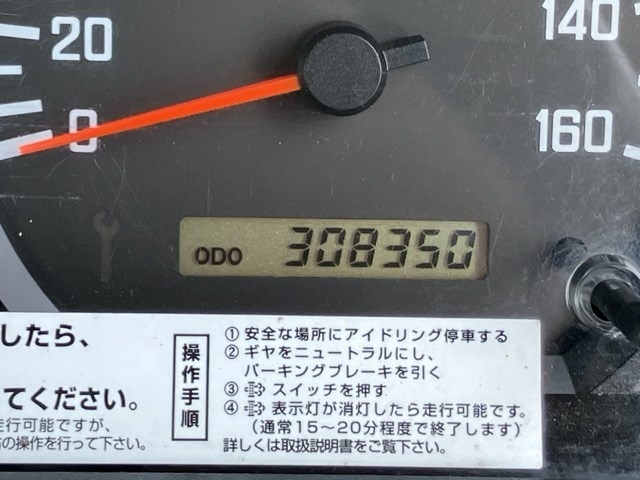 20
0
140
160
ODO 308350
したら、
てください。
走行可能ですが、
の操作を行って下さい。
操作手順
①安全な場所にアイドリング停車する
②ギヤをニュートラルにし、
パーキングブレーキを引く
③スイッチを押す
④表示灯が消灯したら走行可能です。
(通常15~20分程度で終了します)
詳しくは取扱説明書をご覧下さい。